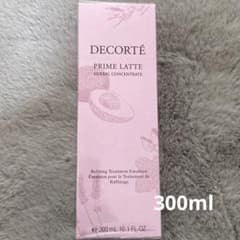 DECORTÉ
PRIME LATTE
HERBAL CONCENTRATE
Refining Treatment Emulsion
Émulsion pour le Traitement de
Raffinage
℮ 300 mL 10.1 FL.OZ
300ml